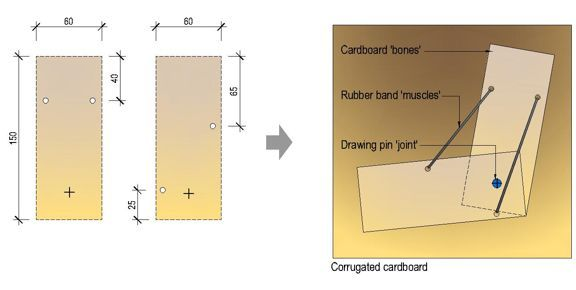 60
60
40
65
150
25
Cardboard 'bones'
Rubber band 'muscles'
Drawing pin 'joint'
Corrugated cardboard